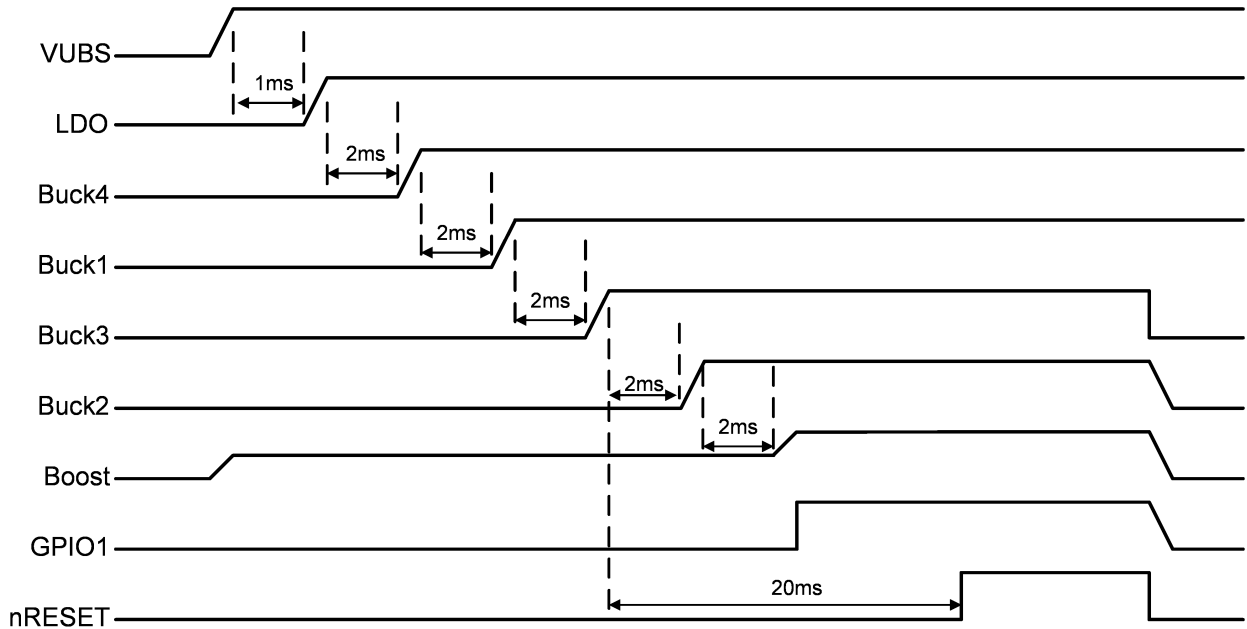 VUBS
1ms
LDO
2ms
Buck4
2ms
Buck1
2ms
Buck3
2ms
Buck2
2ms
Boost
GPIO1
20ms
nRESET